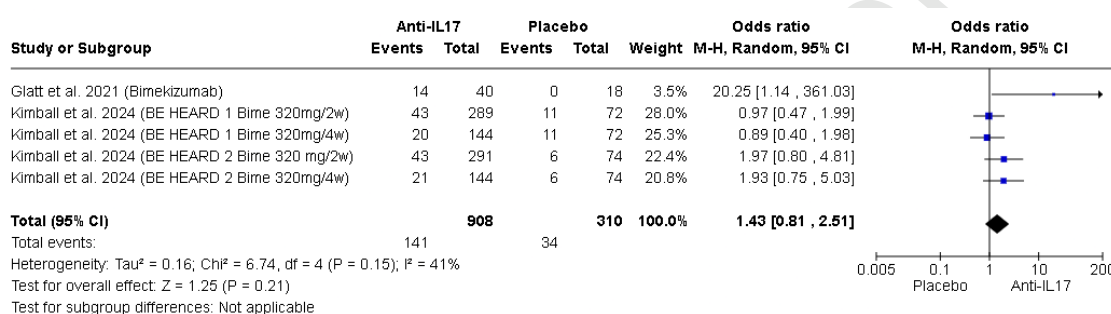 Anti-IL17 Placebo Odds ratio Odds ratio
Study or Subgroup Events Total Events Total Weight M-H, Random, 95% CI M-H, Random, 95% CI
Glatt et al. 2021 (Bimekizumab) 14 40 0 18 3.5% 20.25 [1.14 , 361.03]
Kimball et al. 2024 (BE HEARD 1 Bime 320mg/2w) 43 289 11 72 28.0% 0.97 [0.47 , 1.99]
Kimball et al. 2024 (BE HEARD 1 Bime 320mg/4w) 20 144 11 72 25.3% 0.89 [0.40 , 1.98]
Kimball et al. 2024 (BE HEARD 2 Bime 320 mg/2w) 43 291 6 74 22.4% 1.97 [0.80 , 4.81]
Kimball et al. 2024 (BE HEARD 2 Bime 320mg/4w) 21 144 6 74 20.8% 1.93 [0.75 , 5.03]
Total (95% CI) 908 310 100.0% 1.43 [0.81 , 2.51]
Total events: 141 34
Heterogeneity: Tau² = 0.16; Chi² = 6.74, df = 4 (P = 0.15); I² = 41%
Test for overall effect: Z = 1.25 (P = 0.21)
Test for subgroup differences: Not applicable
0.005 0.1 1 10 200
Placebo Anti-IL17